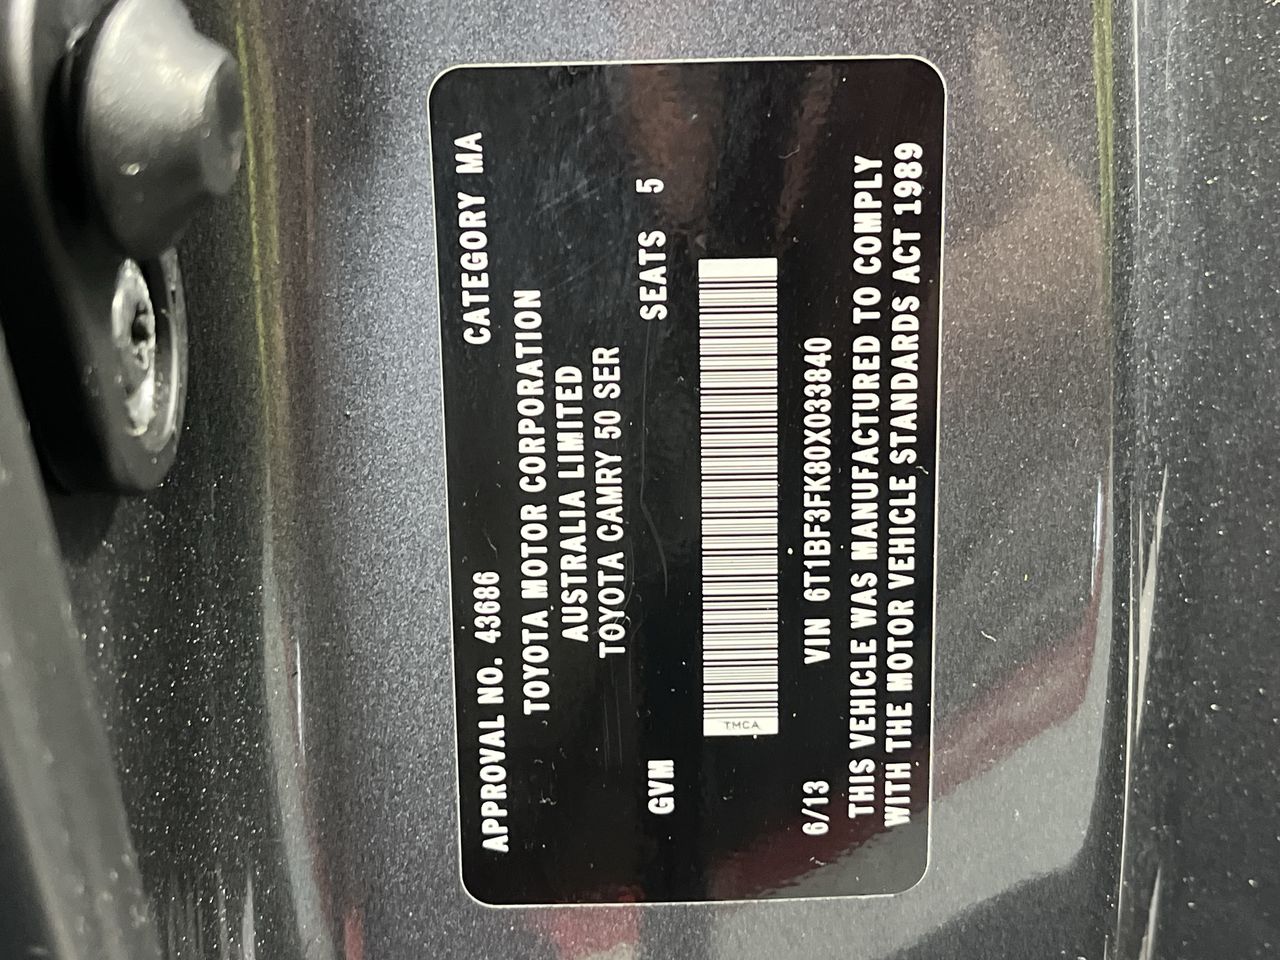 APPROVAL NO. 43686 CATEGORY MA
TOYOTA MOTOR CORPORATION
AUSTRALIA LIMITED
TOYOTA CAMRY 50 SER
GVM SEATS 5
TMCA
6/13 VIN 6T1BF3FK80X033840
THIS VEHICLE WAS MANUFACTURED TO COMPLY
WITH THE MOTOR VEHICLE STANDARDS ACT 1989